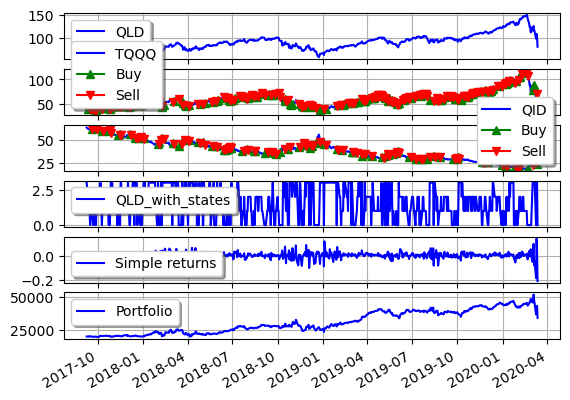 150
100
QLD
TQQQ
Buy
Sell
100
50
QID
Buy
Sell
50
25
2.5
0.0
QLD_with_states
0.0
−0.2
Simple returns
50000
25000
Portfolio
2017-10
2018-01
2018-04
2018-07
2018-10
2019-01
2019-04
2019-07
2019-10
2020-01
2020-04